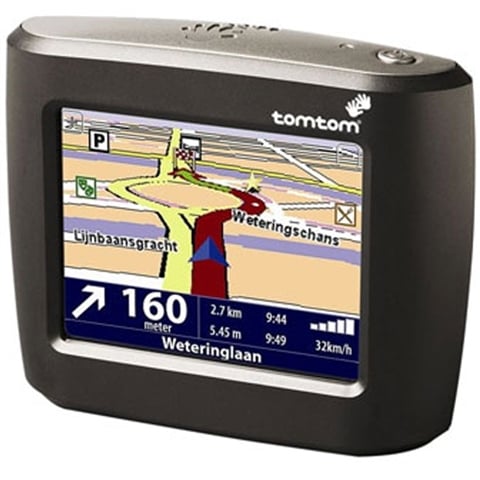 tomtom
P
Weteringschans
Lijnbaansgracht
160
meter
2.7 km 9:44
5.45 m 9:49
32km/h
Weteringlaan